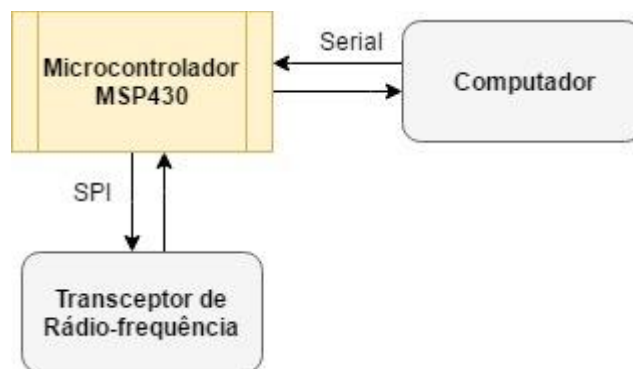 Serial
Microcontrolador
MSP430
Computador
SPI
Transceptor de
Rádio-frequência